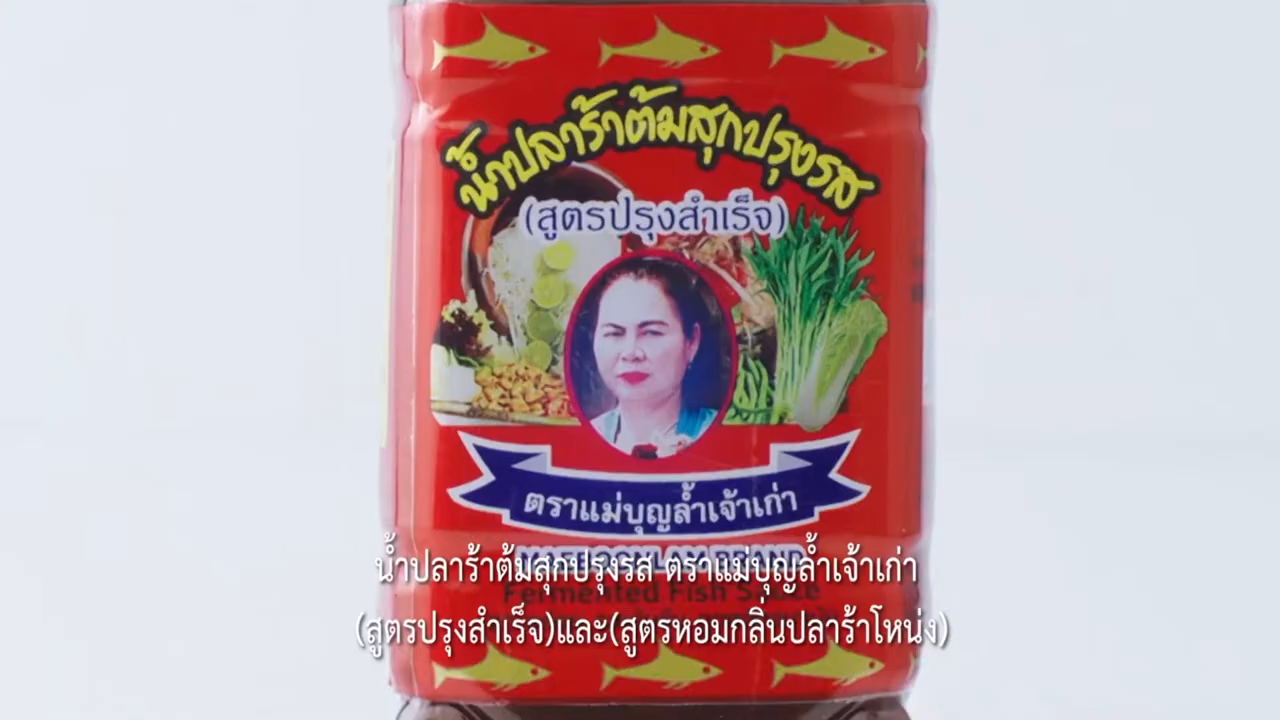 น้ำปลาร้าต้มสุกปรุงรส
(สูตรปรุงสำเร็จ)
ตราแม่บุญล้ำเจ้าเก่า
น้ำปลาร้าต้มสุกปรุงรส ตราแม่บุญล้ำเจ้าเก่า
Fermented Fish Sauce
(สูตรปรุงสำเร็จ)และ(สูตรหอมกลิ่นปลาร้าโหน่ง)